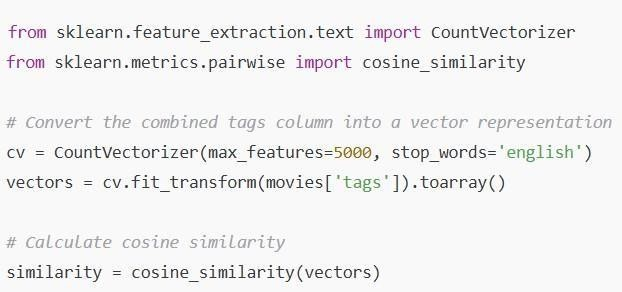 from sklearn.feature_extraction.text import CountVectorizer
from sklearn.metrics.pairwise import cosine_similarity
# Convert the combined tags column into a vector representation
cv = CountVectorizer(max_features=5000, stop_words='english')
vectors = cv.fit_transform(movies['tags']).toarray()
# Calculate cosine similarity
similarity = cosine_similarity(vectors)